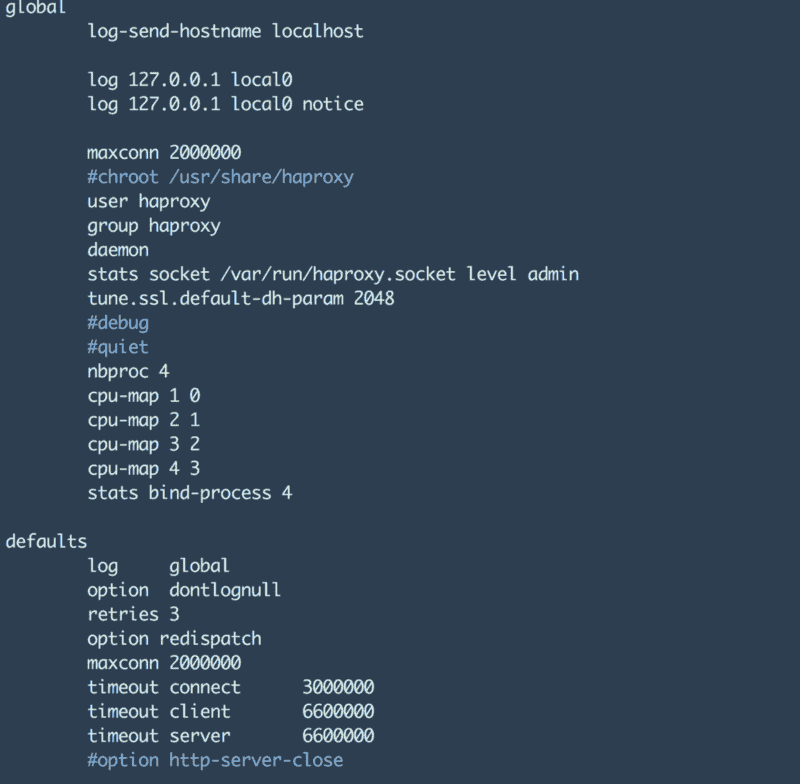 global
log-send-hostname localhost
log 127.0.0.1 local0
log 127.0.0.1 local0 notice
maxconn 2000000
#chroot /usr/share/haproxy
user haproxy
group haproxy
daemon
stats socket /var/run/haproxy.socket level admin
tune.ssl.default-dh-param 2048
#debug
#quiet
nbproc 4
cpu-map 1 0
cpu-map 2 1
cpu-map 3 2
cpu-map 4 3
stats bind-process 4
defaults
log     global
option  dontlognull
retries 3
option redispatch
maxconn 2000000
timeout connect      3000000
timeout client       6600000
timeout server       6600000
#option http-server-close